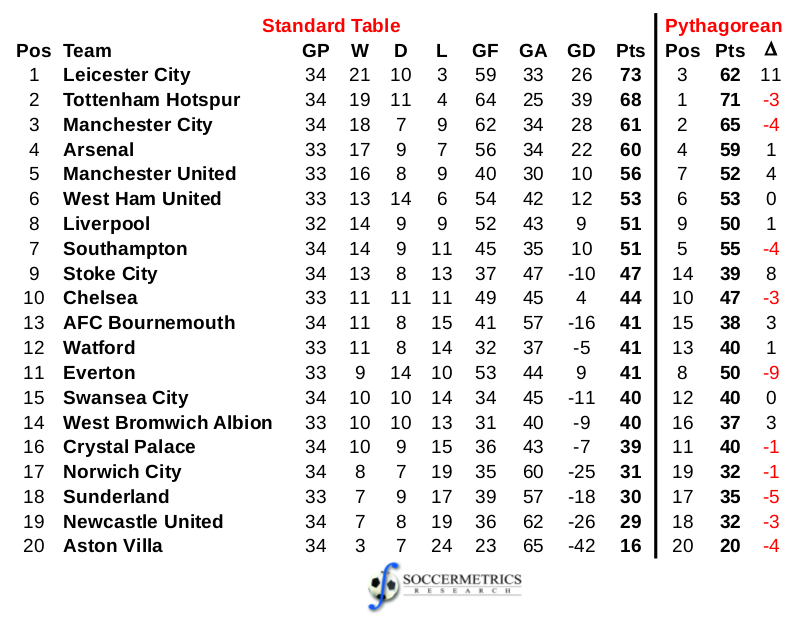 Standard Table Pythagorean
Pos Team GP W D L GF GA GD Pts Pos Pts Δ
1 Leicester City 34 21 10 3 59 33 26 73 3 62 11
2 Tottenham Hotspur 34 19 11 4 64 25 39 68 1 71 -3
3 Manchester City 34 18 7 9 62 34 28 61 2 65 -4
4 Arsenal 33 17 9 7 56 34 22 60 4 59 1
5 Manchester United 33 16 8 9 40 30 10 56 7 52 4
6 West Ham United 33 13 14 6 54 42 12 53 6 53 0
8 Liverpool 32 14 9 9 52 43 9 51 9 50 1
7 Southampton 34 14 9 11 45 35 10 51 5 55 -4
9 Stoke City 34 13 8 13 37 47 -10 47 14 39 8
10 Chelsea 33 11 11 11 49 45 4 44 10 47 -3
13 AFC Bournemouth 34 11 8 15 41 57 -16 41 15 38 3
12 Watford 33 11 8 14 32 37 -5 41 13 40 1
11 Everton 33 9 14 10 53 44 9 41 8 50 -9
15 Swansea City 34 10 10 14 34 45 -11 40 12 40 0
14 West Bromwich Albion 33 10 10 13 31 40 -9 40 16 37 3
16 Crystal Palace 34 10 9 15 36 43 -7 39 11 40 -1
17 Norwich City 34 8 7 19 35 60 -25 31 19 32 -1
18 Sunderland 33 7 9 17 39 57 -18 30 17 35 -5
19 Newcastle United 34 7 8 19 36 62 -26 29 18 32 -3
20 Aston Villa 34 3 7 24 23 65 -42 16 20 20 -4
SOCCERMETRICS
RESEARCH